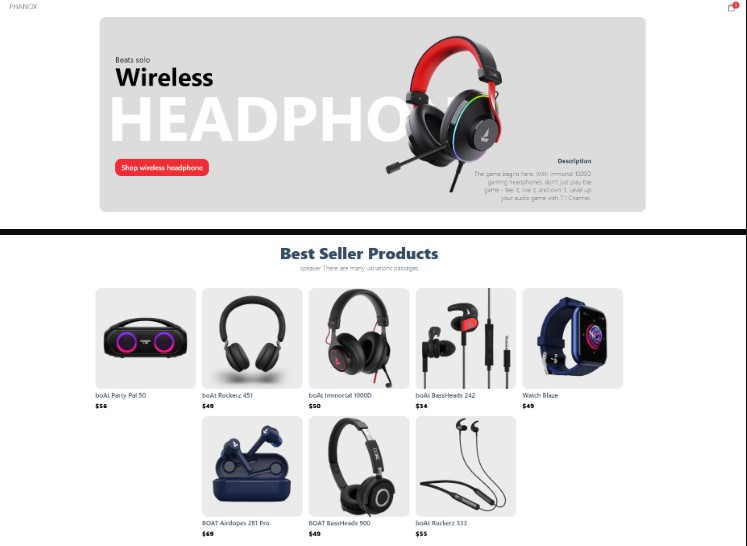 PHANOX
Beats solo
Wireless
HEADPHO
Shop wireless headphone
Description
The game begins here. With Immortal 1000D
gaming headphones, don't just play the
game - feel it, live it, and own it. Level up
your audio game with 7.1 Channel.
Best Seller Products
speaker There are many variations passages
boAt Party Pal 50
$56
boAt Rockerz 451
$49
boAt Immortal 1000D
$50
boAt BassHeads 242
$34
Watch Blaze
$49
BOAT Airdopes 281 Pro
$69
BOAT BassHeads 900
$49
boAt Rockerz 333
$55